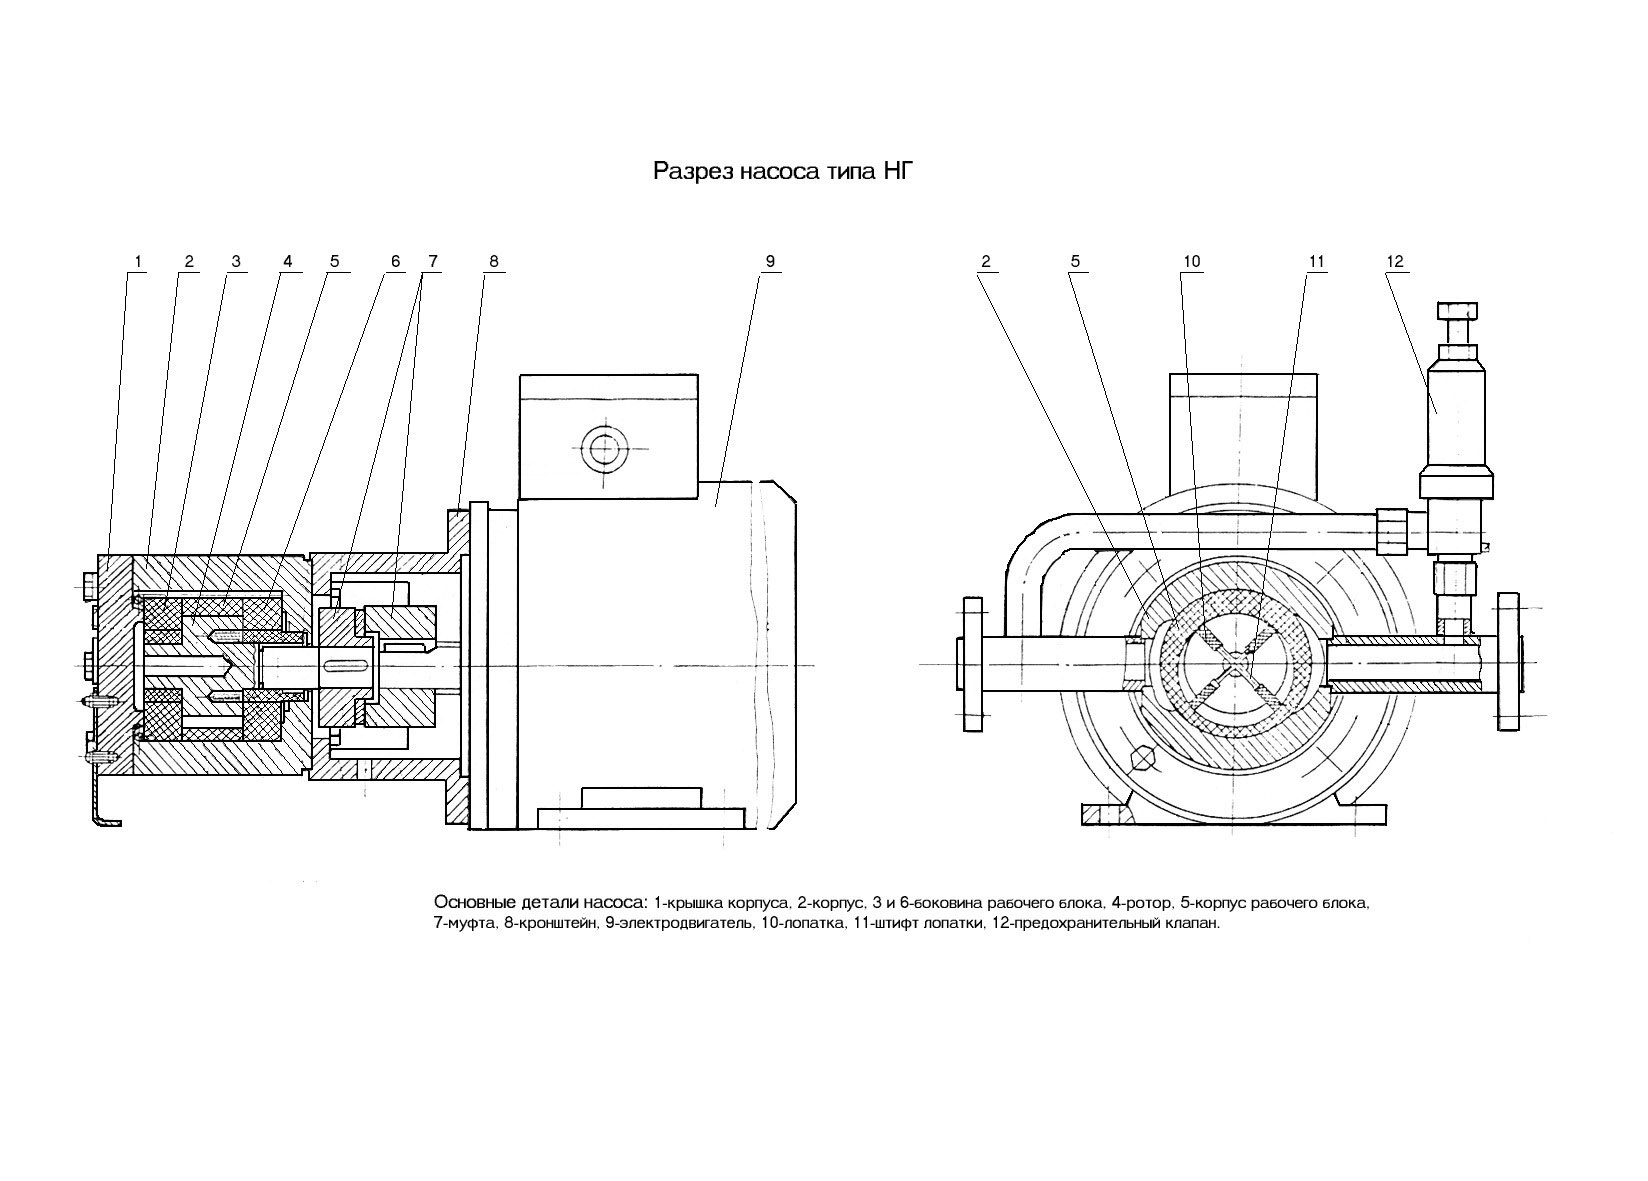 Разрез насоса типа НГ
1 2 3 4 5 6 7 8 9 2 5 10 11 12
Основные детали насоса: 1-крышка корпуса, 2-корпус, 3 и 6-боковина рабочего блока, 4-ротор, 5-корпус рабочего блока,
7-муфта, 8-кронштейн, 9-электродвигатель, 10-лопатка, 11-штифт лопатки, 12-предохранительный клапан.